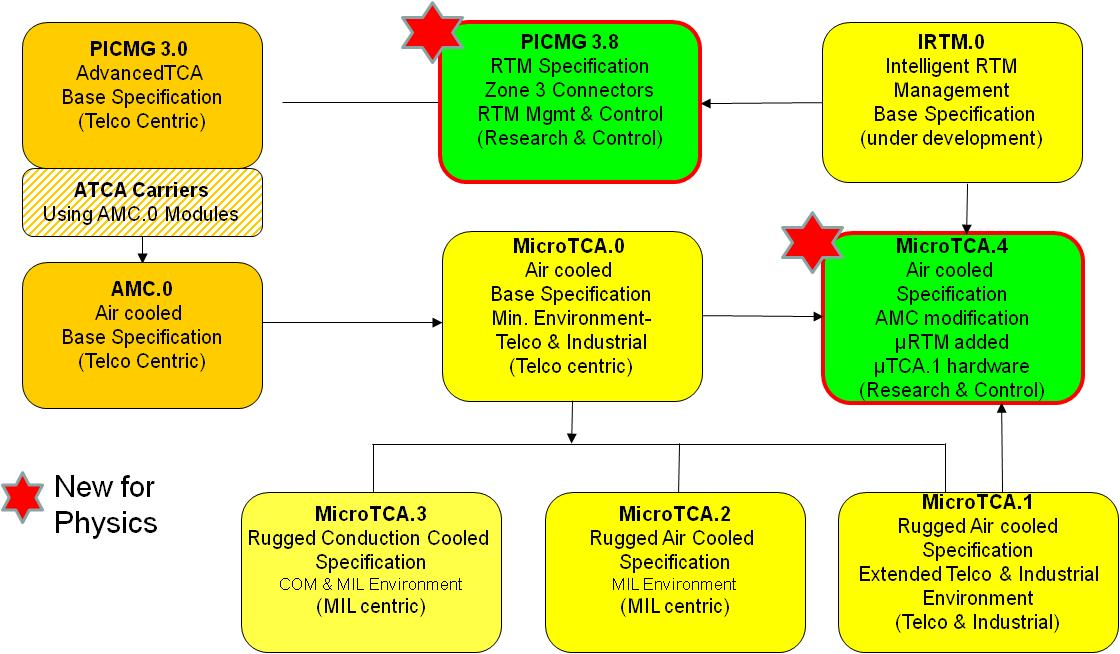 PICMG 3.0
AdvancedTCA
Base Specification
(Telco Centric)
PICMG 3.8
RTM Specification
Zone 3 Connectors
RTM Mgmt & Control
(Research & Control)
IRTM.0
Intelligent RTM
Management
Base Specification
(under development)
ATCA Carriers
Using AMC.0 Modules
AMC.0
Air cooled
Base Specification
(Telco Centric)
MicroTCA.0
Air cooled
Base Specification
Min. Environment-
Telco & Industrial
(Telco centric)
MicroTCA.4
Air cooled
Specification
AMC modification
µRTM added
µTCA.1 hardware
(Research & Control)
New for
Physics
MicroTCA.3
Rugged Conduction Cooled
Specification
COM & MIL Environment
(MIL centric)
MicroTCA.2
Rugged Air Cooled
Specification
MIL Environment
(MIL centric)
MicroTCA.1
Rugged Air cooled
Specification
Extended Telco & Industrial
Environment
(Telco & Industrial)